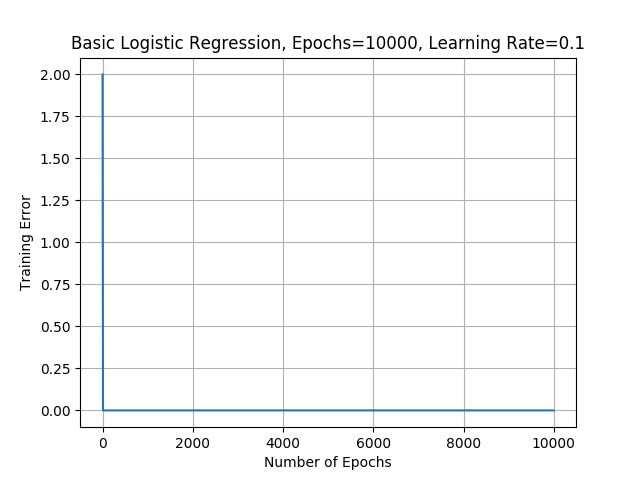 Basic Logistic Regression, Epochs=10000, Learning Rate=0.1
2.00
1.75
1.50
1.25
1.00
0.75
0.50
0.25
0.00
Training Error
0 2000 4000 6000 8000 10000
Number of Epochs